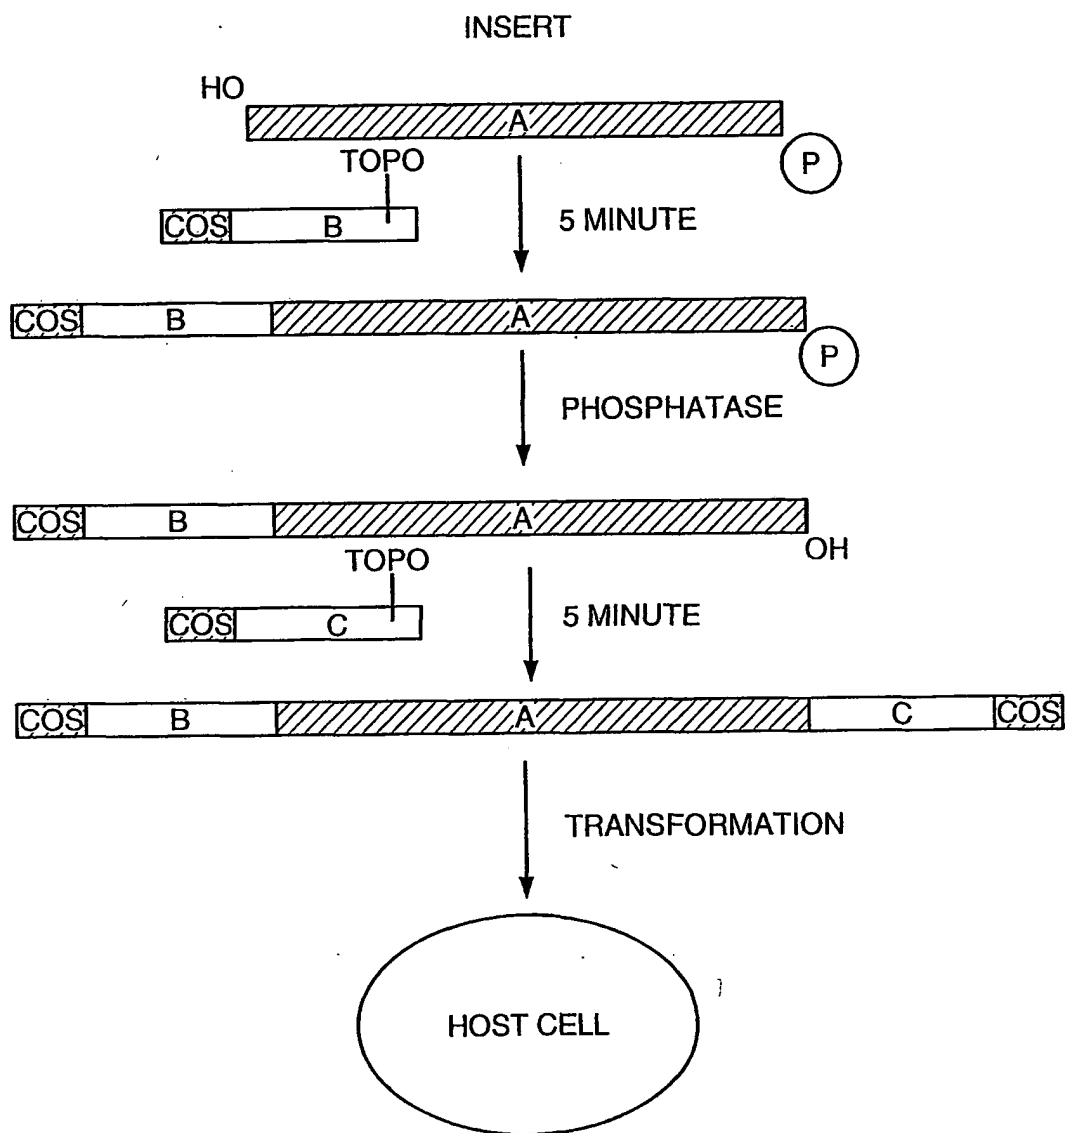 INSERT
HO
A
P
TOPO
COS B
5 MINUTE
COS B A
P
PHOSPHATASE
COS B A
OH
TOPO
COS C
5 MINUTE
COS B A C COS
TRANSFORMATION
HOST CELL